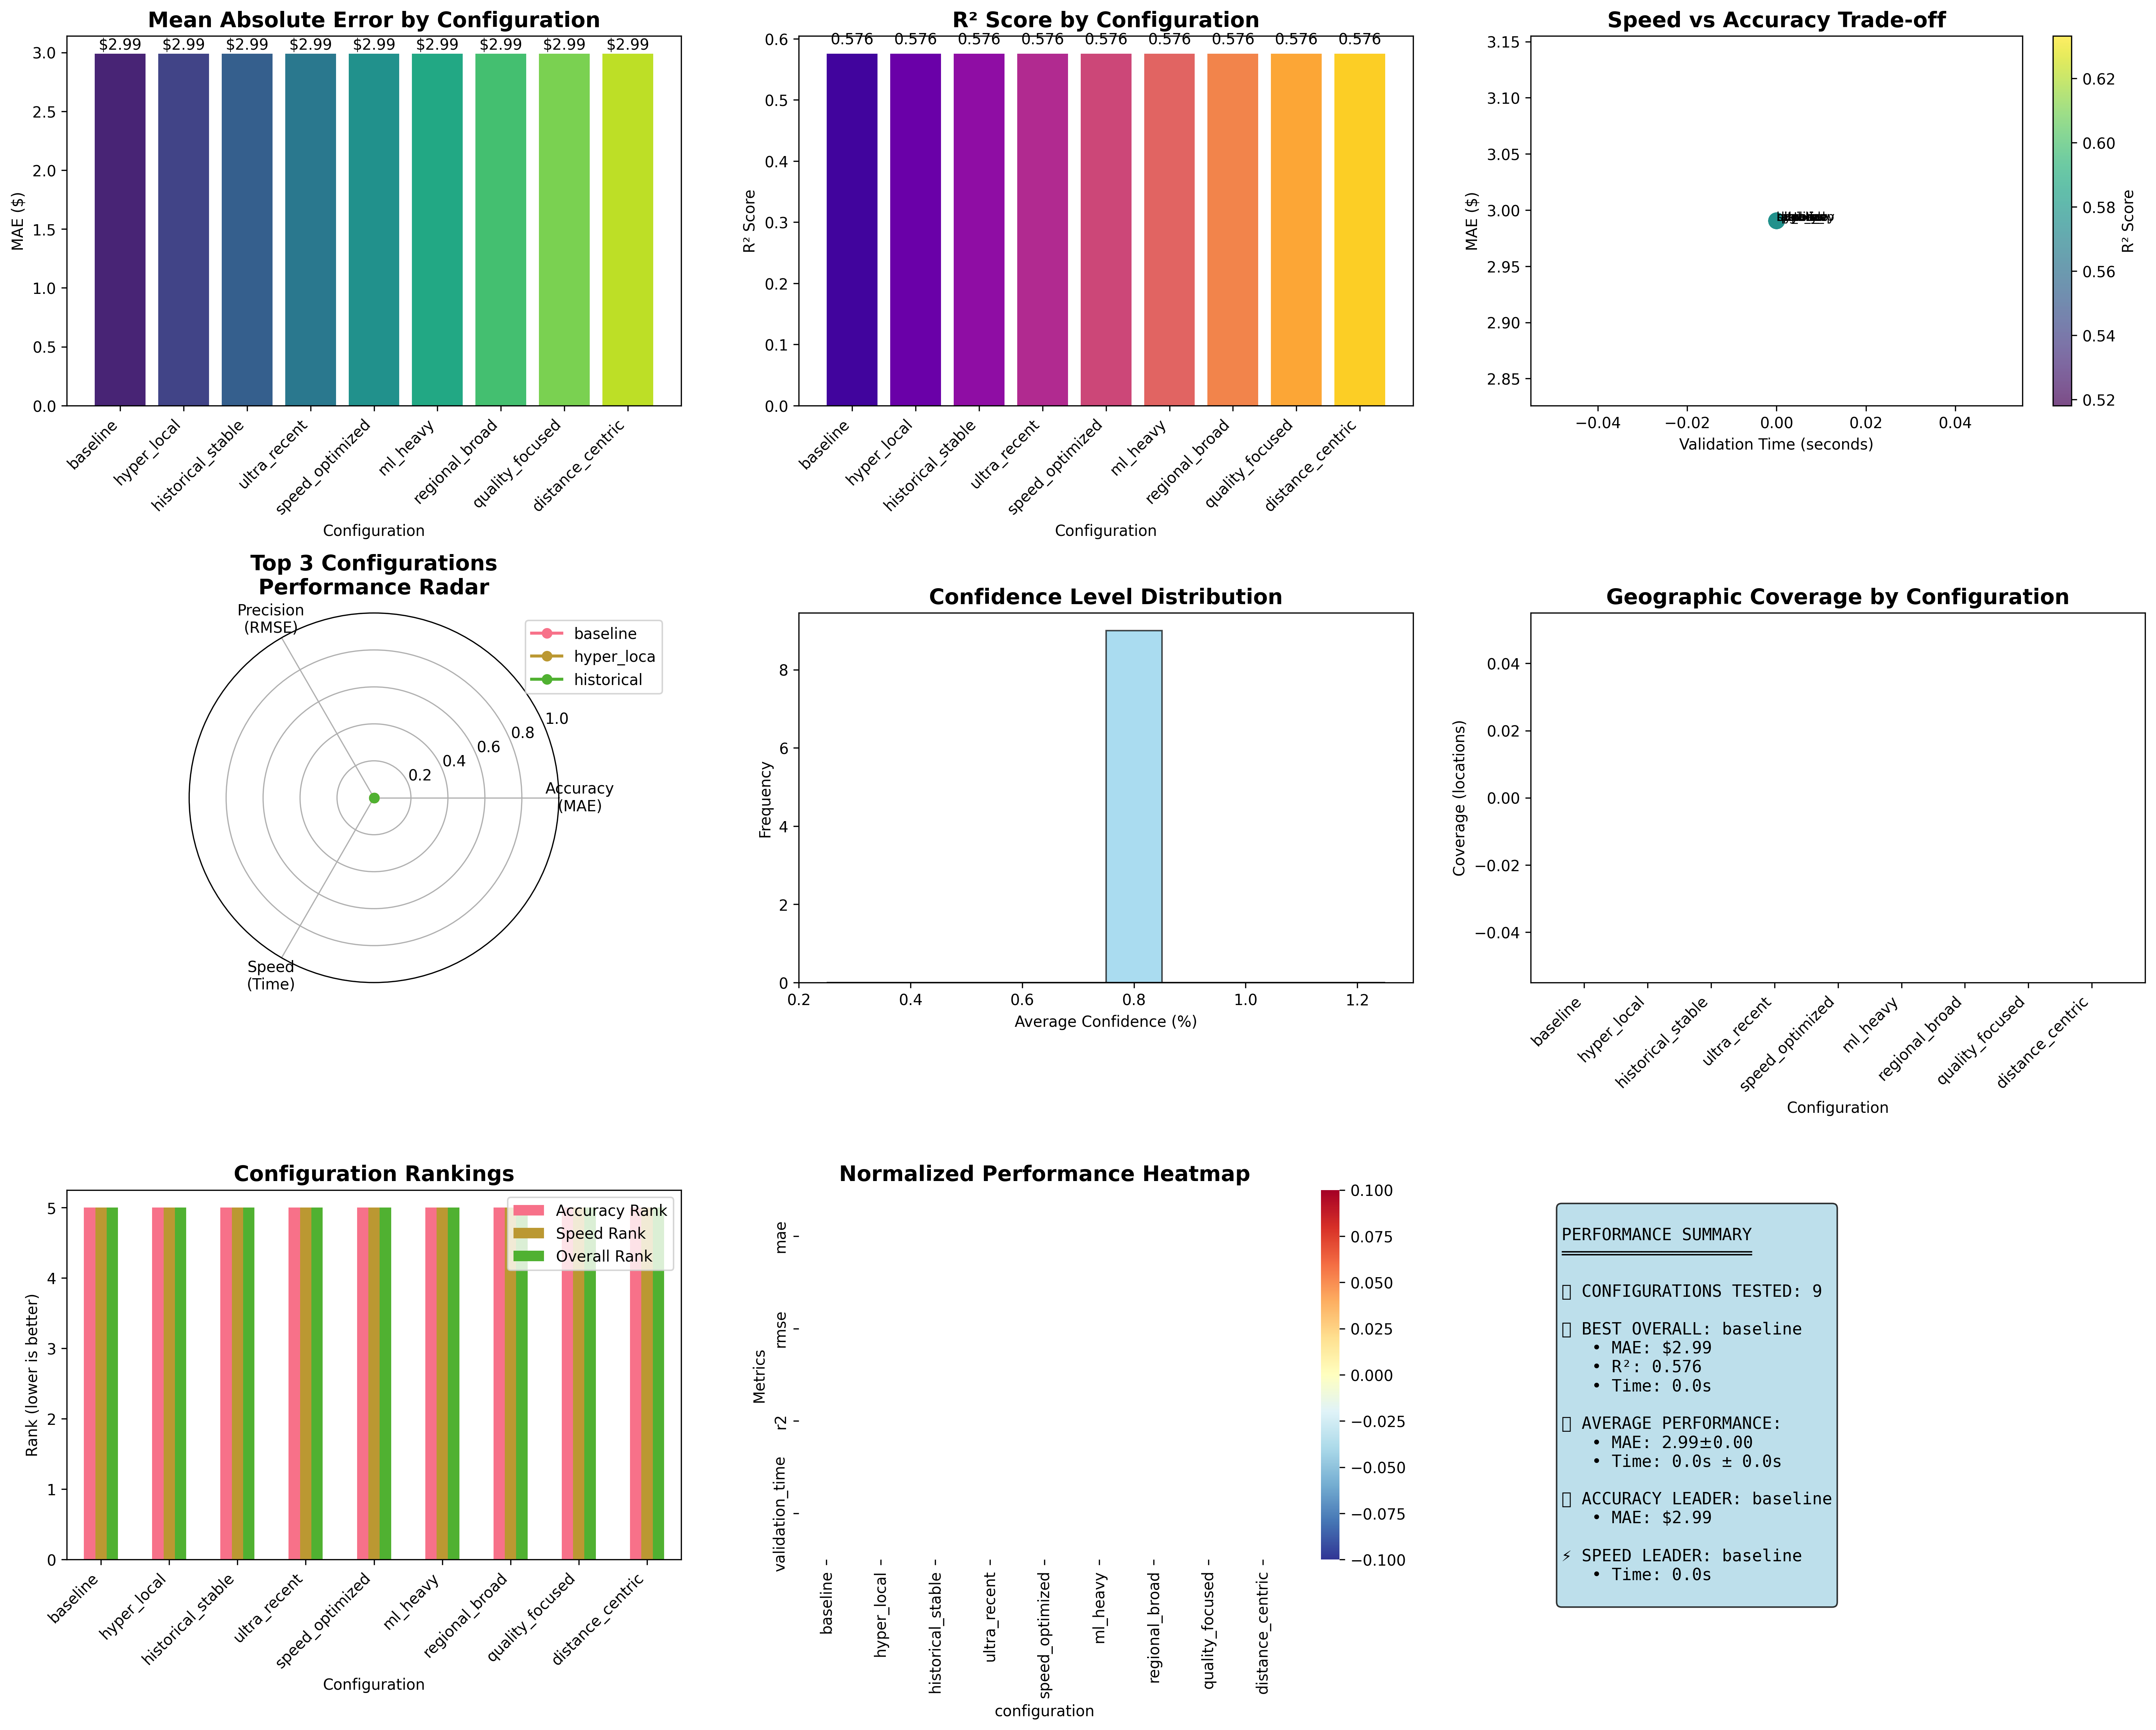 Mean Absolute Error by Configuration
$2.99 $2.99 $2.99 $2.99 $2.99 $2.99 $2.99 $2.99 $2.99
3.0
2.5
2.0
1.5
1.0
0.5
0.0
MAE ($)
baseline
hyper_local
historical_stable
ultra_recent
speed_optimized
ml_heavy
regional_broad
quality_focused
distance_centric
Configuration
R² Score by Configuration
0.576 0.576 0.576 0.576 0.576 0.576 0.576 0.576 0.576
0.6
0.5
0.4
0.3
0.2
0.1
0.0
R² Score
baseline
hyper_local
historical_stable
ultra_recent
speed_optimized
ml_heavy
regional_broad
quality_focused
distance_centric
Configuration
Speed vs Accuracy Trade-off
3.15
3.10
3.05
3.00
2.95
2.90
2.85
MAE ($)
−0.04 −0.02 0.00 0.02 0.04
Validation Time (seconds)
0.62
0.60
0.58
0.56
0.54
0.52
R² Score
Top 3 Configurations
Performance Radar
Precision
(RMSE)
Accuracy
(MAE)
Speed
(Time)
0.2
0.4
0.6
0.8
1.0
baseline
hyper_loca
historical
Confidence Level Distribution
8
6
4
2
0
Frequency
0.2 0.4 0.6 0.8 1.0 1.2
Average Confidence (%)
Geographic Coverage by Configuration
0.04
0.02
0.00
−0.02
−0.04
Coverage (locations)
baseline
hyper_local
historical_stable
ultra_recent
speed_optimized
ml_heavy
regional_broad
quality_focused
distance_centric
Configuration
Configuration Rankings
5
4
3
2
1
0
Rank (lower is better)
Accuracy Rank
Speed Rank
Overall Rank
baseline
hyper_local
historical_stable
ultra_recent
speed_optimized
ml_heavy
regional_broad
quality_focused
distance_centric
Configuration
Normalized Performance Heatmap
mae
rmse
r2
validation_time
Metrics
baseline
hyper_local
historical_stable
ultra_recent
speed_optimized
ml_heavy
regional_broad
quality_focused
distance_centric
configuration
0.100
0.075
0.050
0.025
0.000
−0.025
−0.050
−0.075
−0.100
PERFORMANCE SUMMARY
CONFIGURATIONS TESTED: 9
BEST OVERALL: baseline
• MAE: $2.99
• R²: 0.576
• Time: 0.0s
AVERAGE PERFORMANCE:
• MAE: 2.99±0.00
• Time: 0.0s ± 0.0s
ACCURACY LEADER: baseline
• MAE: $2.99
⚡ SPEED LEADER: baseline
• Time: 0.0s